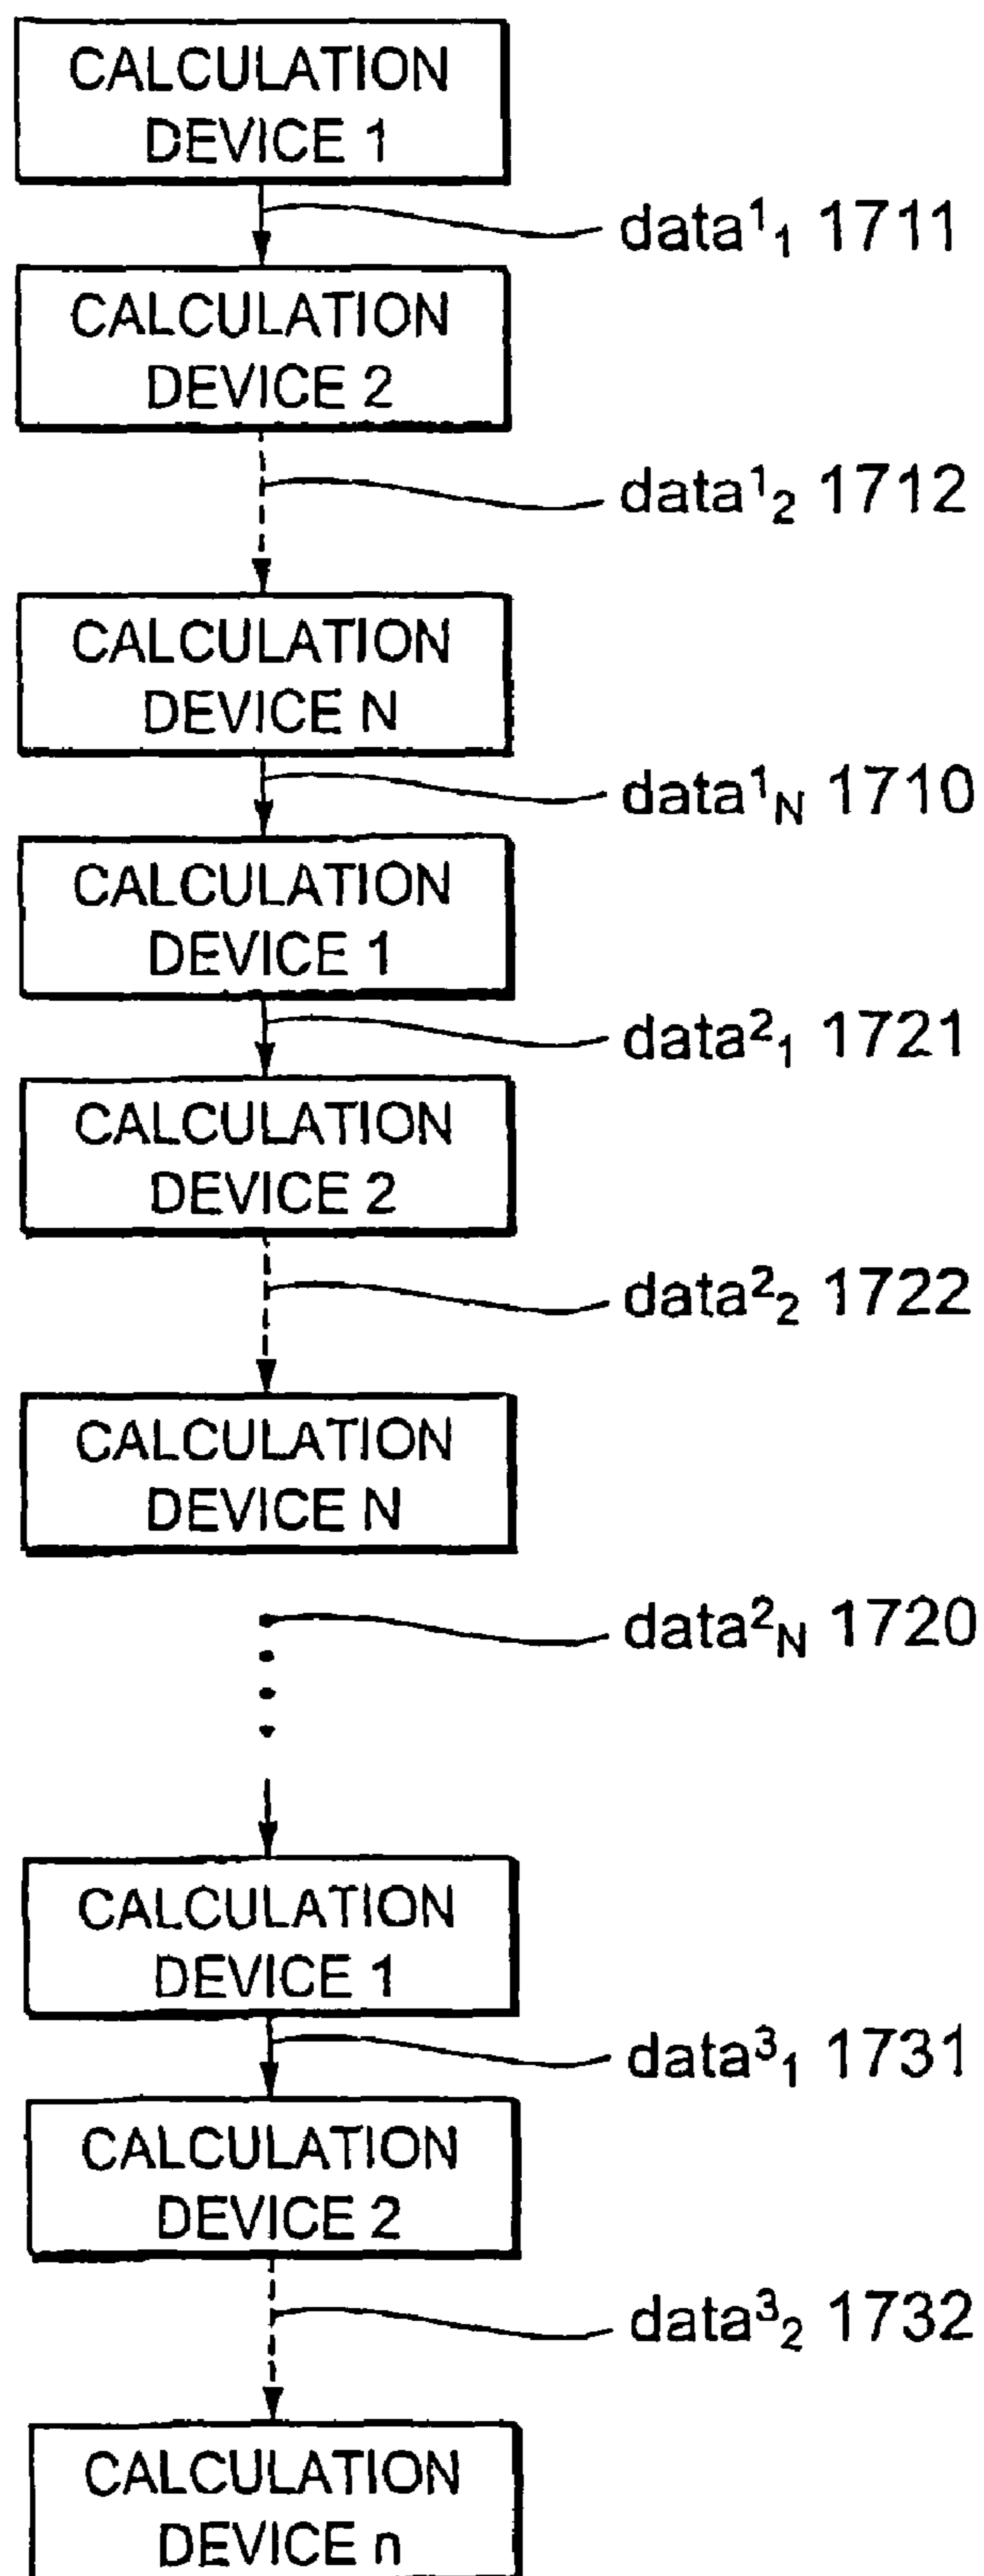 CALCULATION
DEVICE 1
data¹₁ 1711
CALCULATION
DEVICE 2
data¹₂ 1712
CALCULATION
DEVICE N
data¹N 1710
CALCULATION
DEVICE 1
data²₁ 1721
CALCULATION
DEVICE 2
data²₂ 1722
CALCULATION
DEVICE N
data²N 1720
CALCULATION
DEVICE 1
data³₁ 1731
CALCULATION
DEVICE 2
data³₂ 1732
CALCULATION
DEVICE n